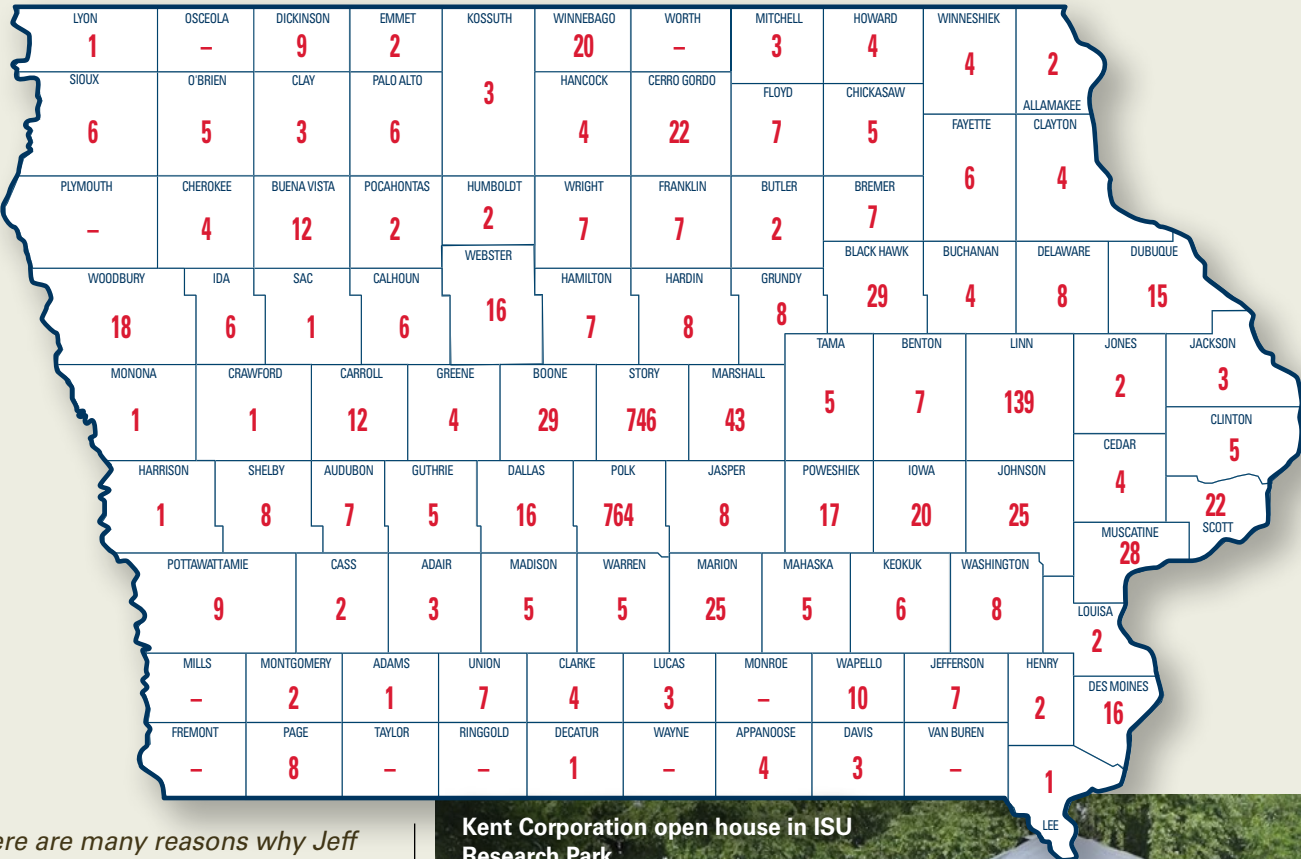 LYON OSCEOLA DICKINSON EMMET KOSSUTH WINNEBAGO WORTH MITCHELL HOWARD WINNESHIEK
1 – 9 2 20 – 3 4
4 2
SIOUX O'BRIEN CLAY PALO ALTO HANCOCK CERRO GORDO
3
FLOYD CHICKASAW
ALLAMAKEE
6 5 3 6 4 22 7 5
FAYETTE CLAYTON
6 4
PLYMOUTH CHEROKEE BUENA VISTA POCAHONTAS HUMBOLDT WRIGHT FRANKLIN BUTLER BREMER
– 4 12 2 2 7 7 2 7
WEBSTER BLACK HAWK BUCHANAN DELAWARE DUBUQUE
WOODBURY IDA SAC CALHOUN HAMILTON HARDIN GRUNDY
16 29 4 8 15
18 6 1 6 7 8 8
TAMA BENTON LINN JONES JACKSON
MONONA CRAWFORD CARROLL GREENE BOONE STORY MARSHALL
5 7 139 2 3
1 1 12 4 29 746 43
CLINTON
5
CEDAR
4
HARRISON SHELBY AUDUBON GUTHRIE DALLAS POLK JASPER POWESHIEK IOWA JOHNSON
1 8 7 5 16 764 8 17 20 25
22
SCOTT
MUSCATINE
28
POTTAWATTAMIE CASS ADAIR MADISON WARREN MARION MAHASKA KEOKUK WASHINGTON
9 2 3 5 5 25 5 6 8
LOUISA
2
MILLS MONTGOMERY ADAMS UNION CLARKE LUCAS MONROE WAPELLO JEFFERSON HENRY
– 2 1 7 4 3 – 10 7 2
DES MOINES
16
FREMONT PAGE TAYLOR RINGGOLD DECATUR WAYNE APPANOOSE DAVIS VAN BUREN
– 8 – – 1 – 4 3 –
1
LEE
ere are many reasons why Jeff
Kent Corporation open house in ISU
Research Park